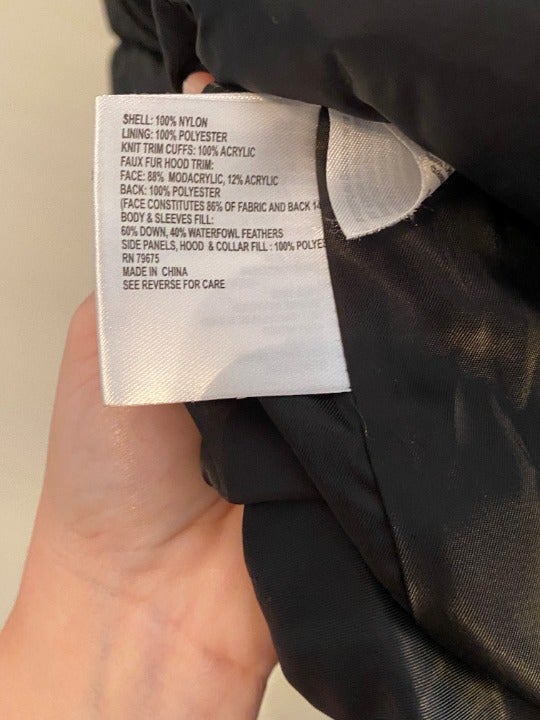 SHELL: 100% NYLON
LINING: 100% POLYESTER
KNIT TRIM CUFFS: 100% ACRYLIC
FAUX FUR HOOD TRIM:
FACE: 88% MODACRYLIC, 12% ACRYLIC
BACK: 100% POLYESTER
(FACE CONSTITUTES 86% OF FABRIC AND BACK 14
BODY & SLEEVES FILL:
60% DOWN, 40% WATERFOWL FEATHERS
SIDE PANELS, HOOD & COLLAR FILL : 100% POLYES
RN 79675
MADE IN CHINA
SEE REVERSE FOR CARE